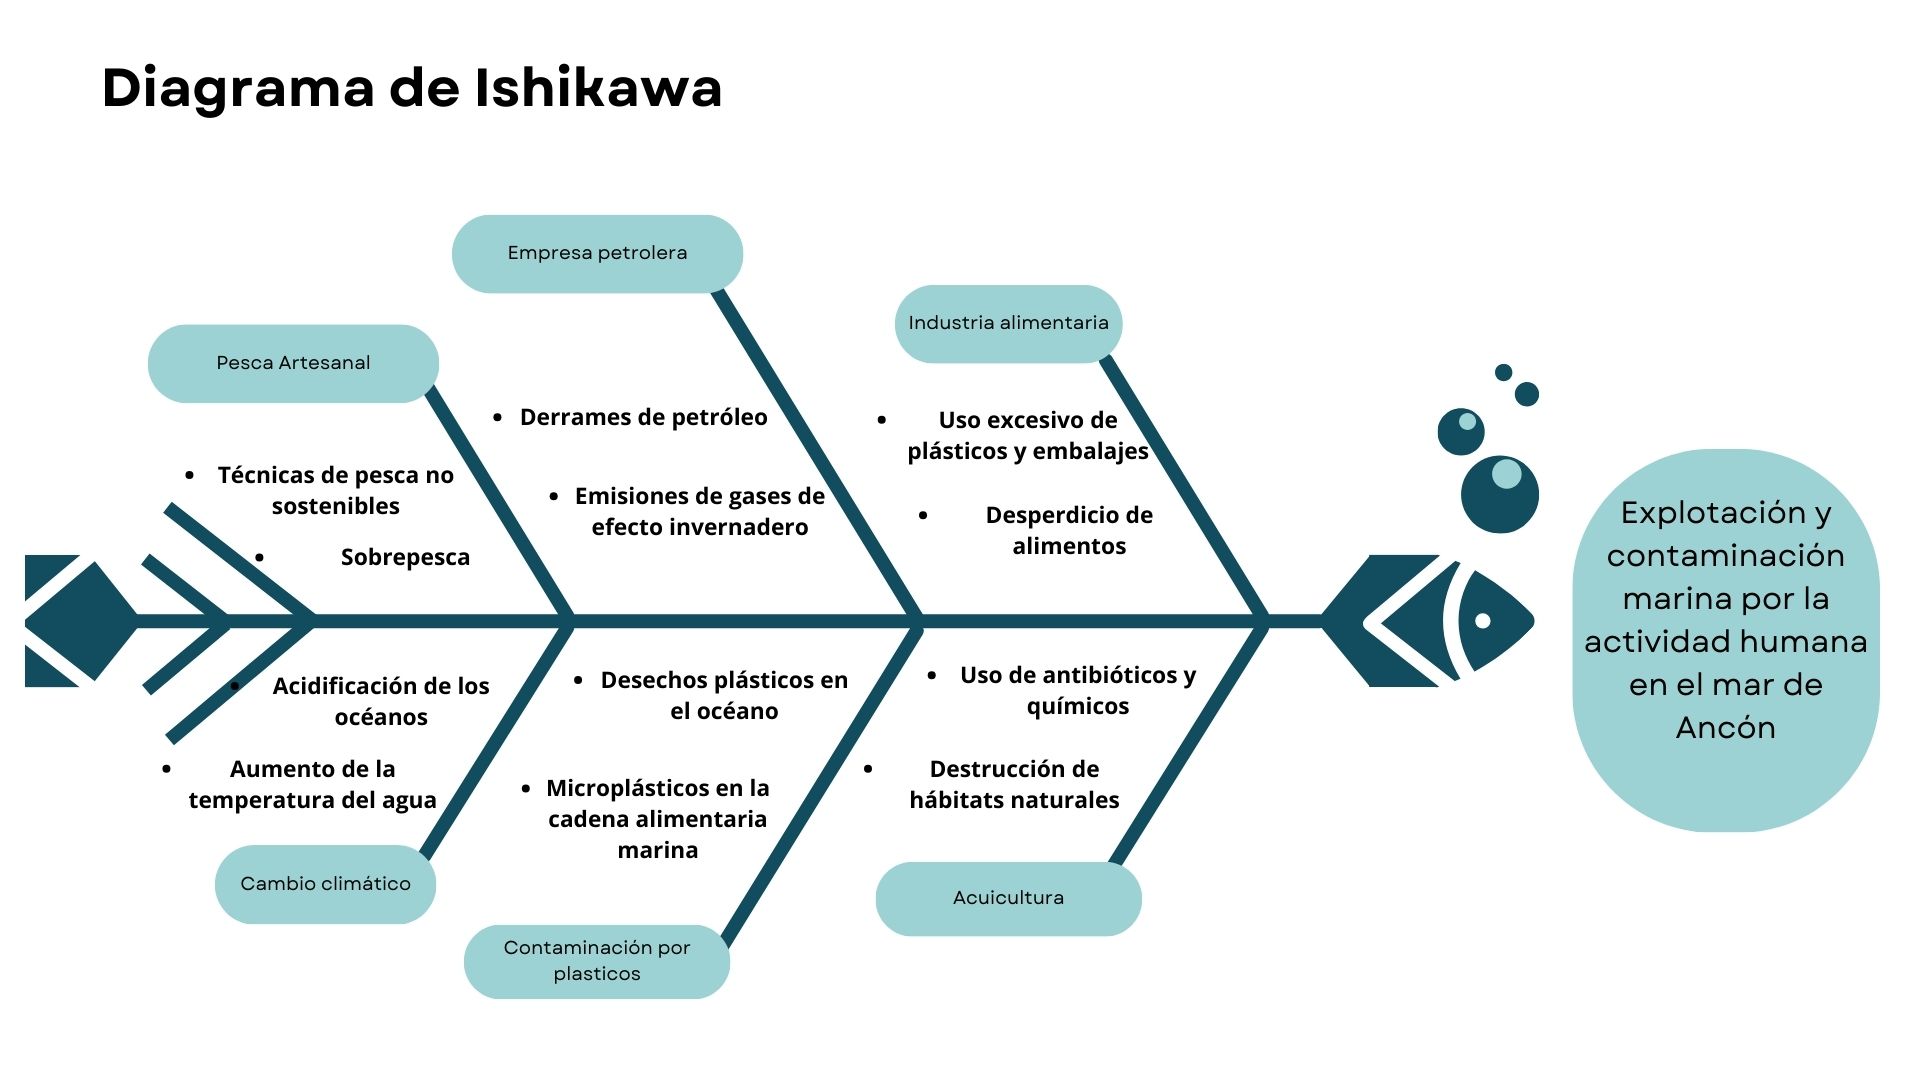 Diagrama de Ishikawa
Empresa petrolera
Industria alimentaria
Pesca Artesanal
• Derrames de petróleo
• Uso excesivo de
plásticos y embalajes
• Técnicas de pesca no
sostenibles
• Emisiones de gases de
efecto invernadero
• Desperdicio de
alimentos
• Sobrepesca
Explotación y
contaminación
marina por la
actividad humana
en el mar de
Ancón
• Acidificación de los
océanos
• Desechos plásticos en
el océano
• Uso de antibióticos y
químicos
• Aumento de la
temperatura del agua
• Microplásticos en la
cadena alimentaria
marina
• Destrucción de
hábitats naturales
Cambio climático
Contaminación por
plasticos
Acuicultura